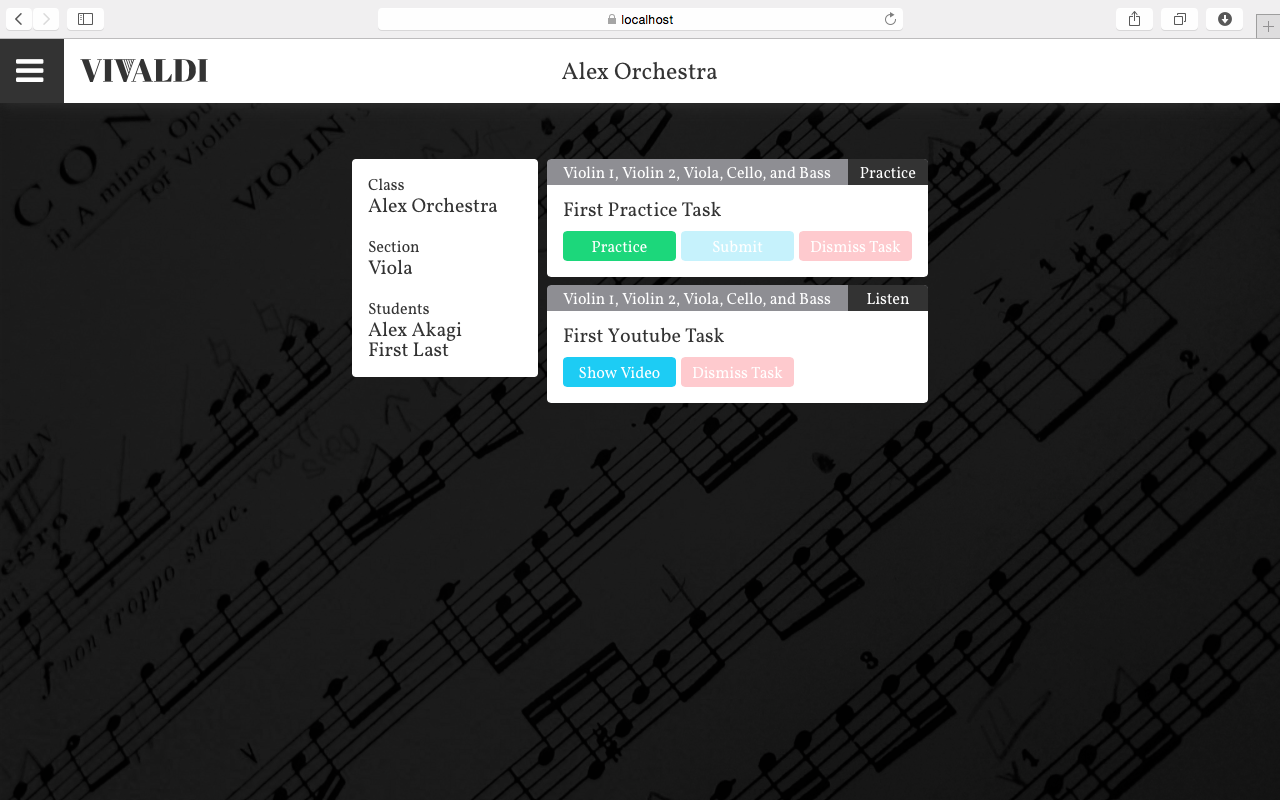 localhost
VIVALDI
Alex Orchestra
CON
in A minor, Opu
for Violin
VIOLIN
Class
Alex Orchestra
Section
Viola
Students
Alex Akagi
First Last
Violin 1, Violin 2, Viola, Cello, and Bass
Practice
First Practice Task
Practice
Submit
Dismiss Task
Violin 1, Violin 2, Viola, Cello, and Bass
Listen
First Youtube Task
Show Video
Dismiss Task
egro
non troppo stacc.